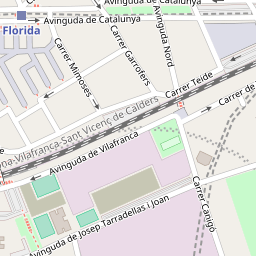 Avinguda de Catalunya
Avinguda de Catalunya
Florida
Carrer Mimoses
Carrer Garrofers
Avinguda Nord
Carrer Teide
Carrer de
ona-Vilafranca-Sant Vicenç de Calders
Avinguda de Vilafranca
Carrer Canigó
Avinguda de Josep Tarradellas i Joan